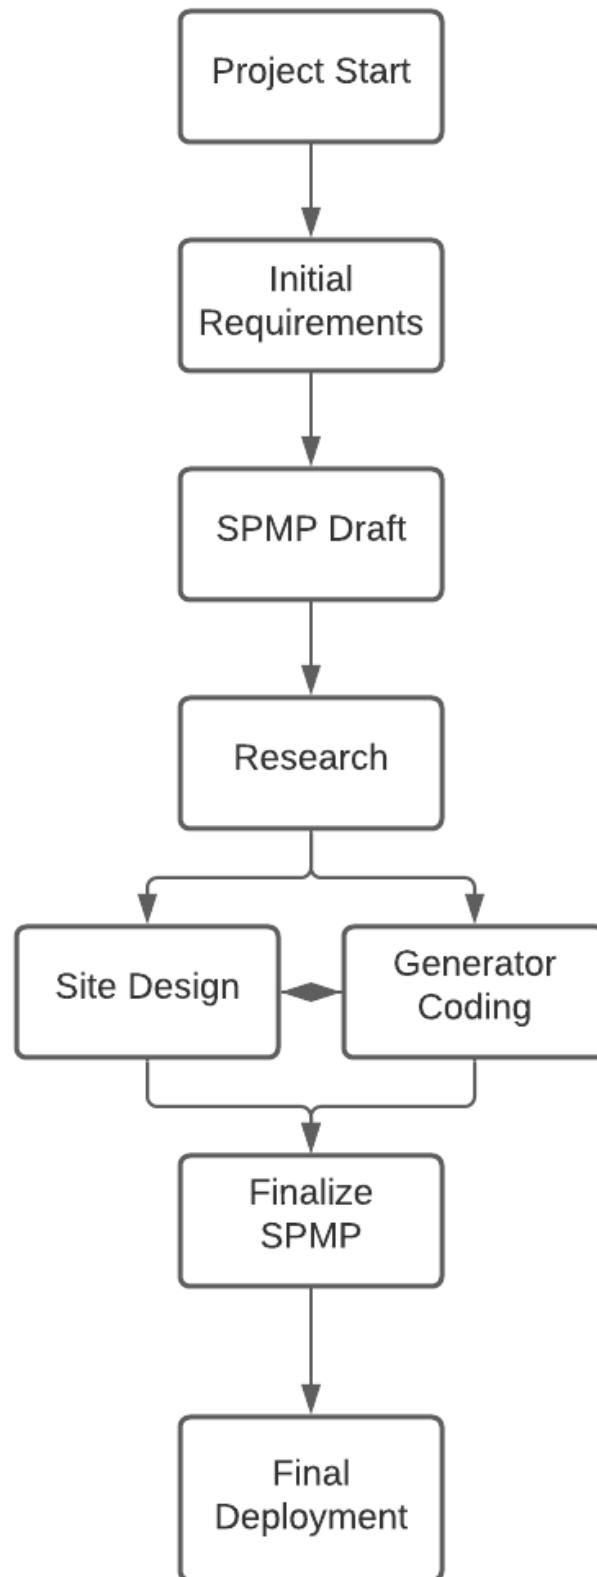 Project Start
Initial
Requirements
SPMP Draft
Research
Site Design
Generator
Coding
Finalize
SPMP
Final
Deployment